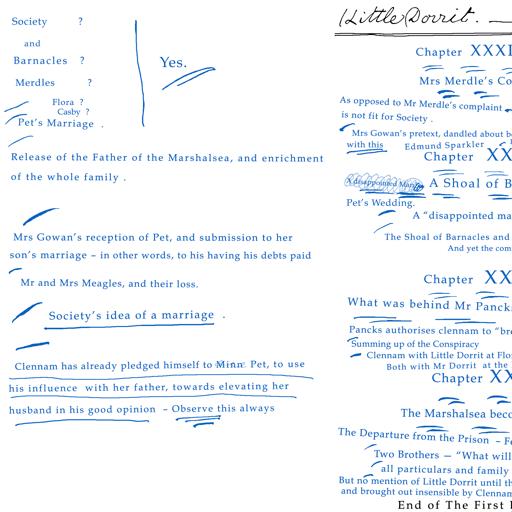 Society ?
and
Barnacles ?
Merdles ?
Flora ?
Casby ?
Pet's Marriage .
Yes.
Release of the Father of the Marshalsea, and enrichment
of the whole family .
Mrs Gowan's reception of Pet, and submission to her
son's marriage – in other words, to his having his debts paid
Mr and Mrs Meagles, and their loss.
Society's idea of a marriage .
Clennam has already pledged himself to Minn Pet, to use
his influence with her father, towards elevating her
husband in his good opinion – Observe this always
Little Dorrit. —
Chapter XXXI
Mrs Merdle's Co
As opposed to Mr Merdle's complaint
is not fit for Society .
Mrs Gowan's pretext, dandled about be
with this Edmund Sparkler
Chapter XX
A disappointed Man A Shoal of B
Pet's Wedding.
A "disappointed ma
The Shoal of Barnacles and
And yet the com
Chapter XX
What was behind Mr Pancks
Pancks authorises clennam to "bre
Summing up of the Conspiracy
Clennam with Little Dorrit at Flor
Both with Mr Dorrit at the
Chapter XX
The Marshalsea beco
The Departure from the Prison – Fe
Two Brothers — "What will
all particulars and family
But no mention of Little Dorrit until th
and brought out insensible by Clennam
End of The First B